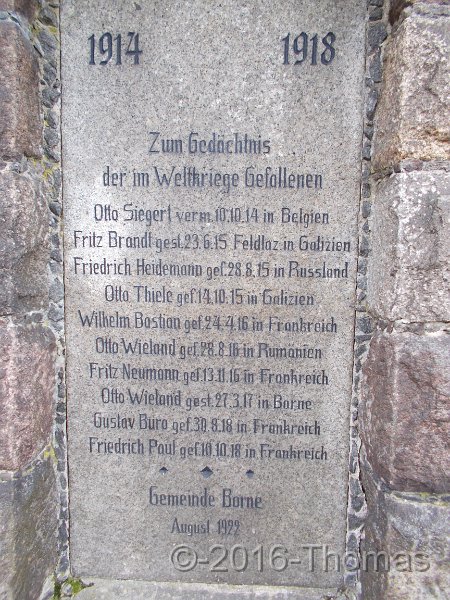 1914 1918
Zum Gedächtnis
der im Weltkriege Gefallenen
Otto Siegert verm. 10.10.14 in Belgien
Fritz Brandt gest. 23.6.15 Feldlaz in Galizien
Friedrich Heidemann gef. 28.8.15 in Russland
Otto Thiele gef. 14.10.15 in Galizien
Wilhelm Bastian gef. 24.4.16 in Frankreich
Otto Wieland gef. 28.8.16 in Rumänien
Fritz Neumann gef. 13.11.16 in Frankreich
Otto Wieland gest. 27.3.17 in Borne
Gustav Buro gef. 30.8.18 in Frankreich
Friedrich Paul gef. 10.10.18 in Frankreich
Gemeinde Borne
August 1922
©-2016-Thomas